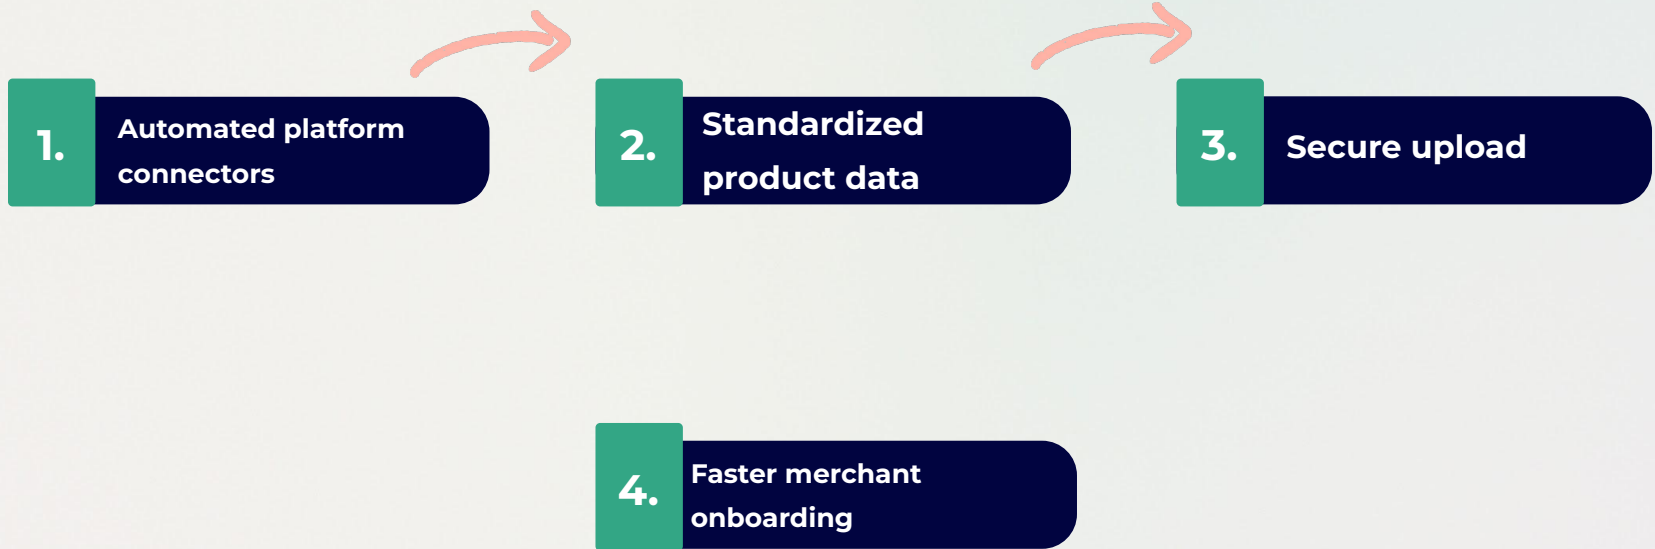 1.
Automated platform
connectors
2.
Standardized
product data
3.
Secure upload
4.
Faster merchant
onboarding